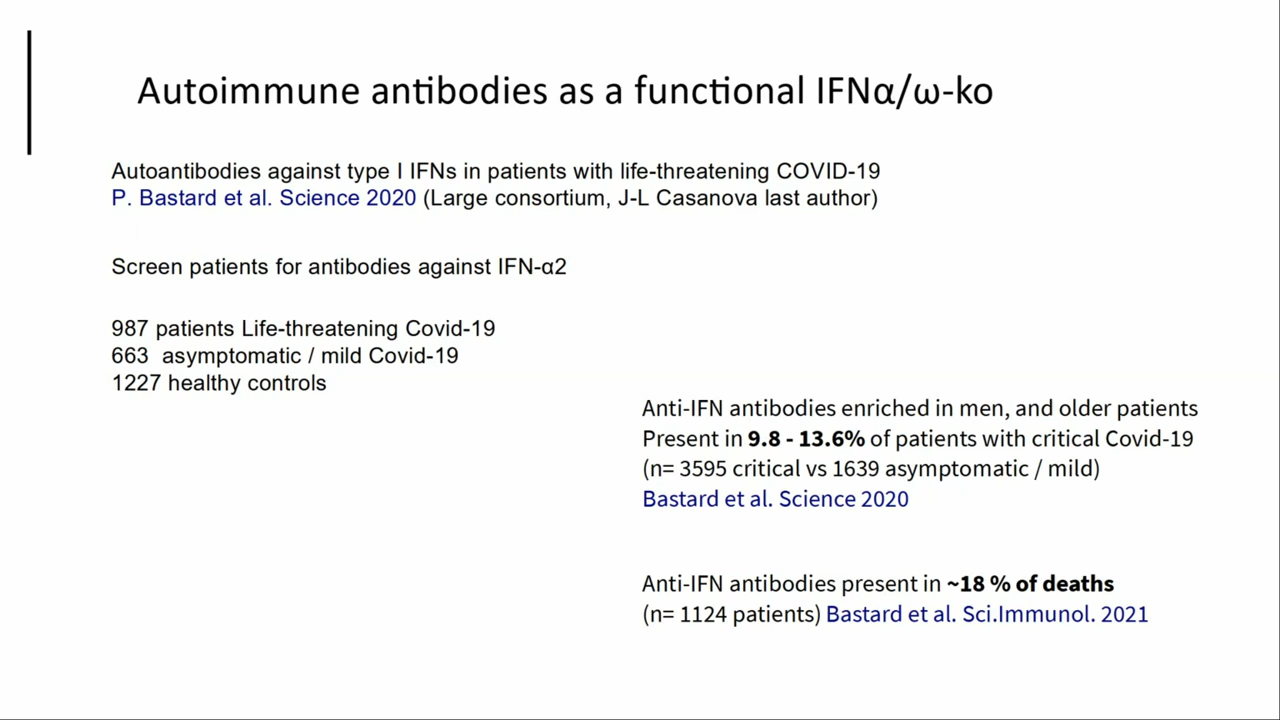 Autoimmune antibodies as a functional IFNα/ω-ko
Autoantibodies against type I IFNs in patients with life-threatening COVID-19
P. Bastard et al. Science 2020 (Large consortium, J-L Casanova last author)
Screen patients for antibodies against IFN-α2
987 patients Life-threatening Covid-19
663 asymptomatic / mild Covid-19
1227 healthy controls
Anti-IFN antibodies enriched in men, and older patients
Present in 9.8 - 13.6% of patients with critical Covid-19
(n= 3595 critical vs 1639 asymptomatic / mild)
Bastard et al. Science 2020
Anti-IFN antibodies present in ~18 % of deaths
(n= 1124 patients) Bastard et al. Sci.Immunol. 2021